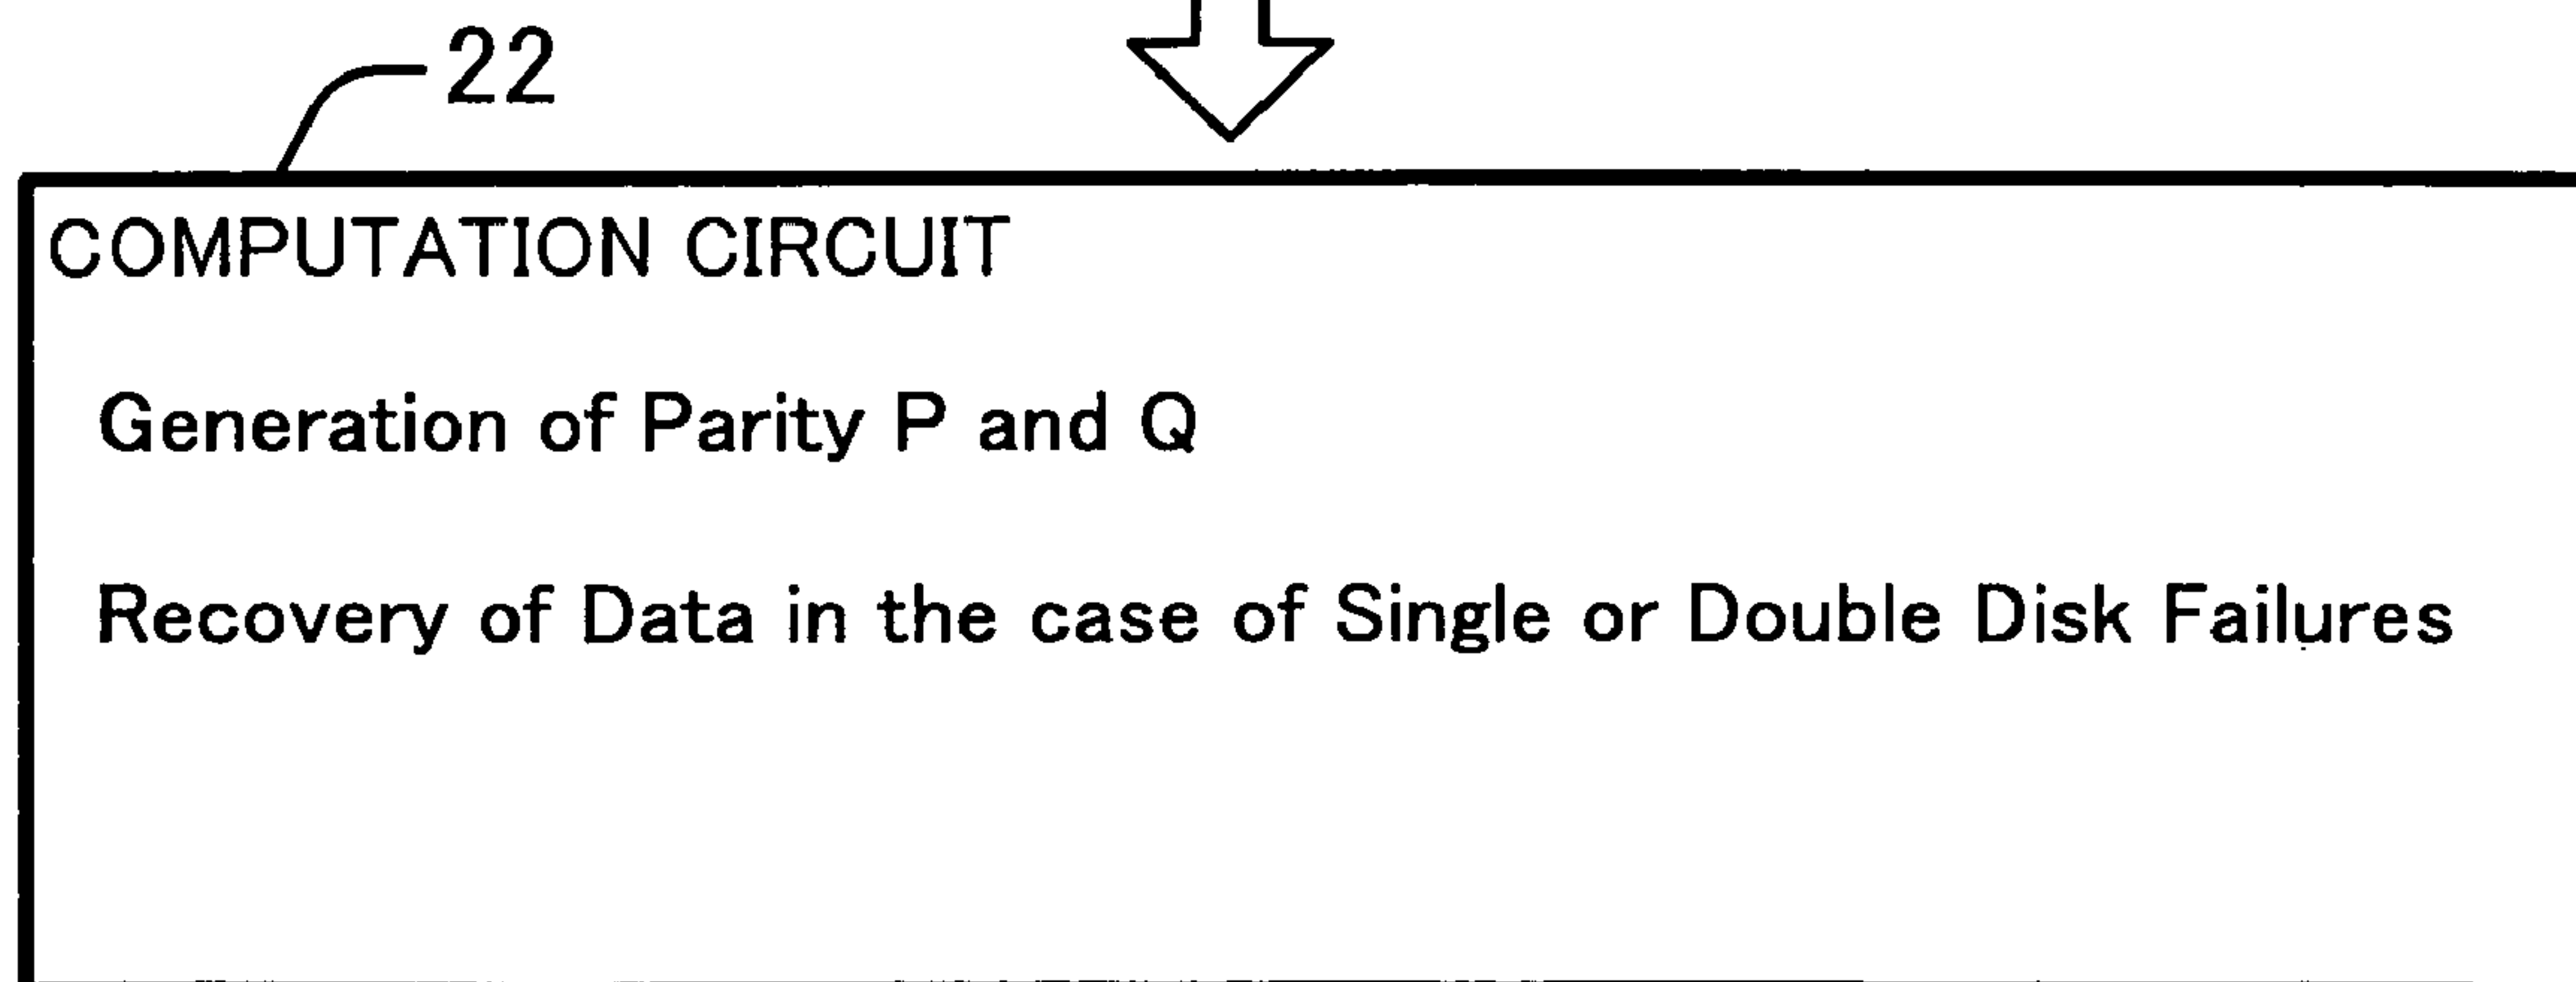 22
COMPUTATION CIRCUIT
Generation of Parity P and Q
Recovery of Data in the case of Single or Double Disk Failures